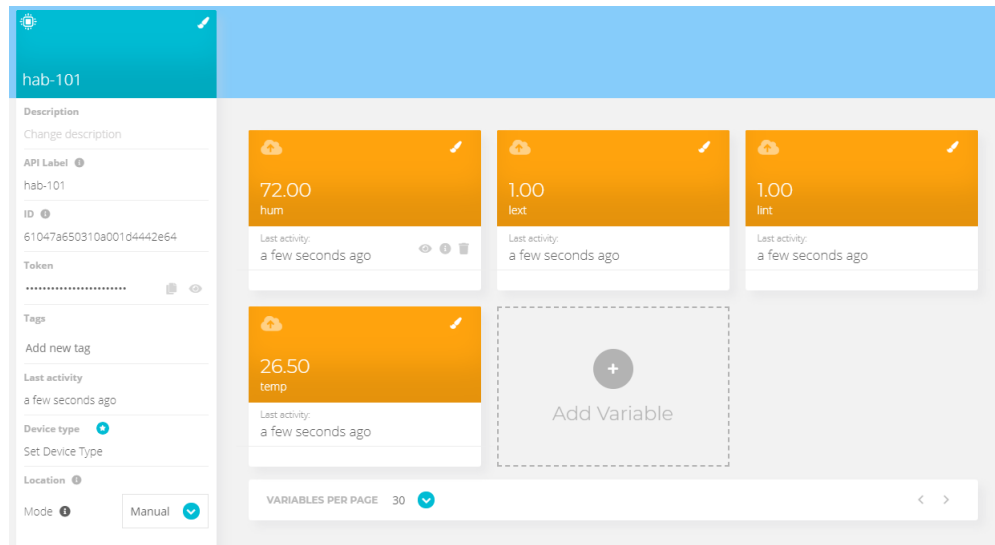 hab-101
Description
Change description
API Label
hab-101
ID
61047a650310a001d4442e64
Token
••••••••••••••••••••••••
Tags
Add new tag
Last activity
a few seconds ago
Device type
Set Device Type
Location
Mode
Manual
72.00
hum
Last activity:
a few seconds ago
1.00
lext
Last activity:
a few seconds ago
1.00
lint
Last activity:
a few seconds ago
26.50
temp
Last activity:
a few seconds ago
Add Variable
VARIABLES PER PAGE 30